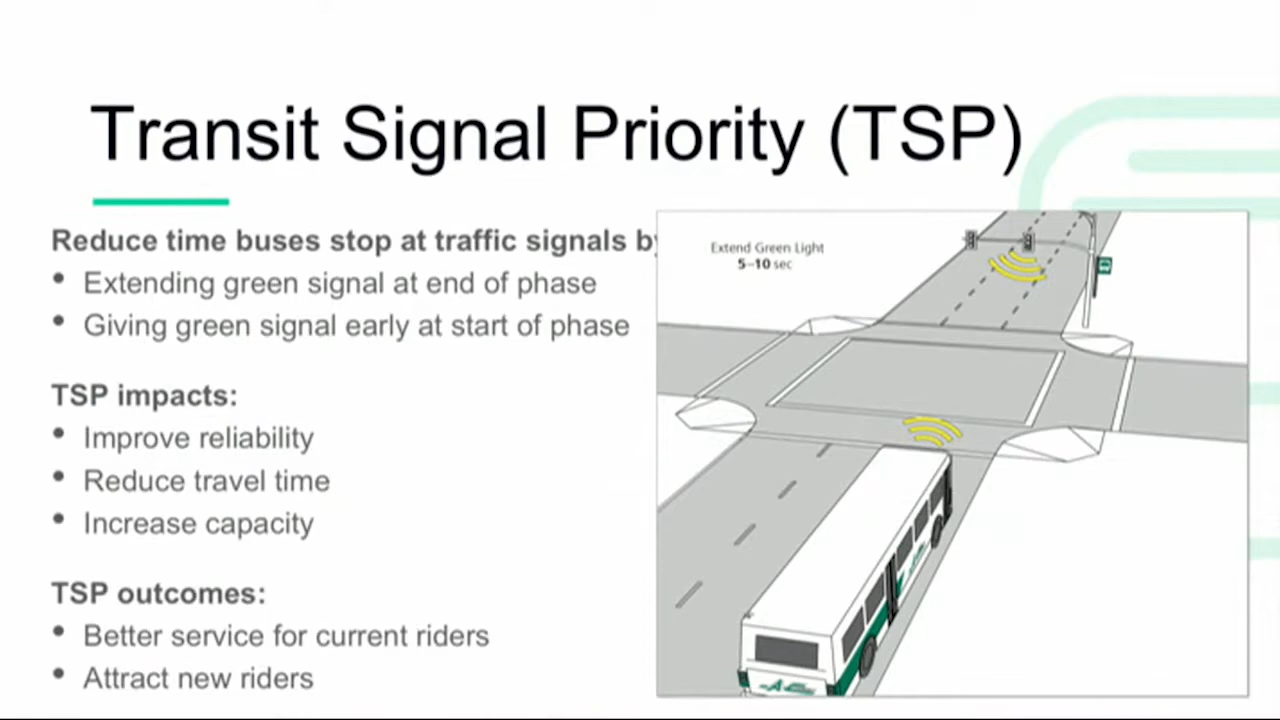 Transit Signal Priority (TSP)
Reduce time buses stop at traffic signals by
• Extending green signal at end of phase
• Giving green signal early at start of phase
TSP impacts:
• Improve reliability
• Reduce travel time
• Increase capacity
TSP outcomes:
• Better service for current riders
• Attract new riders
Extend Green Light
5–10 sec